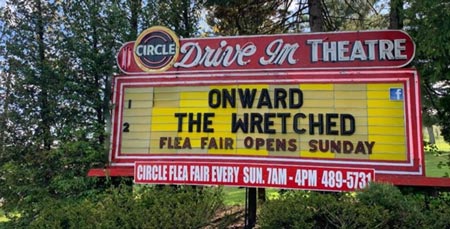 CIRCLE Drive In THEATRE
1 ONWARD
2 THE WRETCHED
FLEA FAIR OPENS SUNDAY
CIRCLE FLEA FAIR EVERY SUN. 7AM - 4PM 489-5731